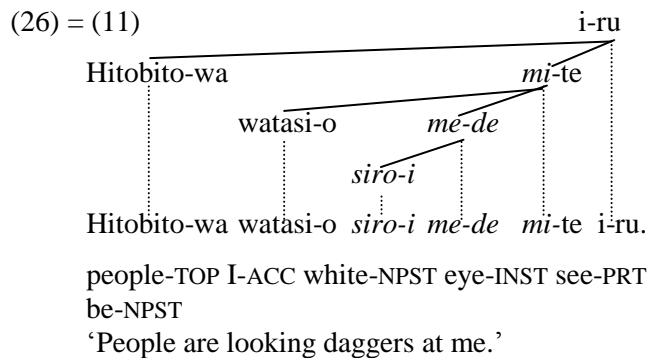 (26) = (11) i-ru
Hitobito-wa mi-te
watasi-o me-de
siro-i
Hitobito-wa watasi-o siro-i me-de mi-te i-ru.
people-TOP I-ACC white-NPST eye-INST see-PRT
be-NPST
‘People are looking daggers at me.’